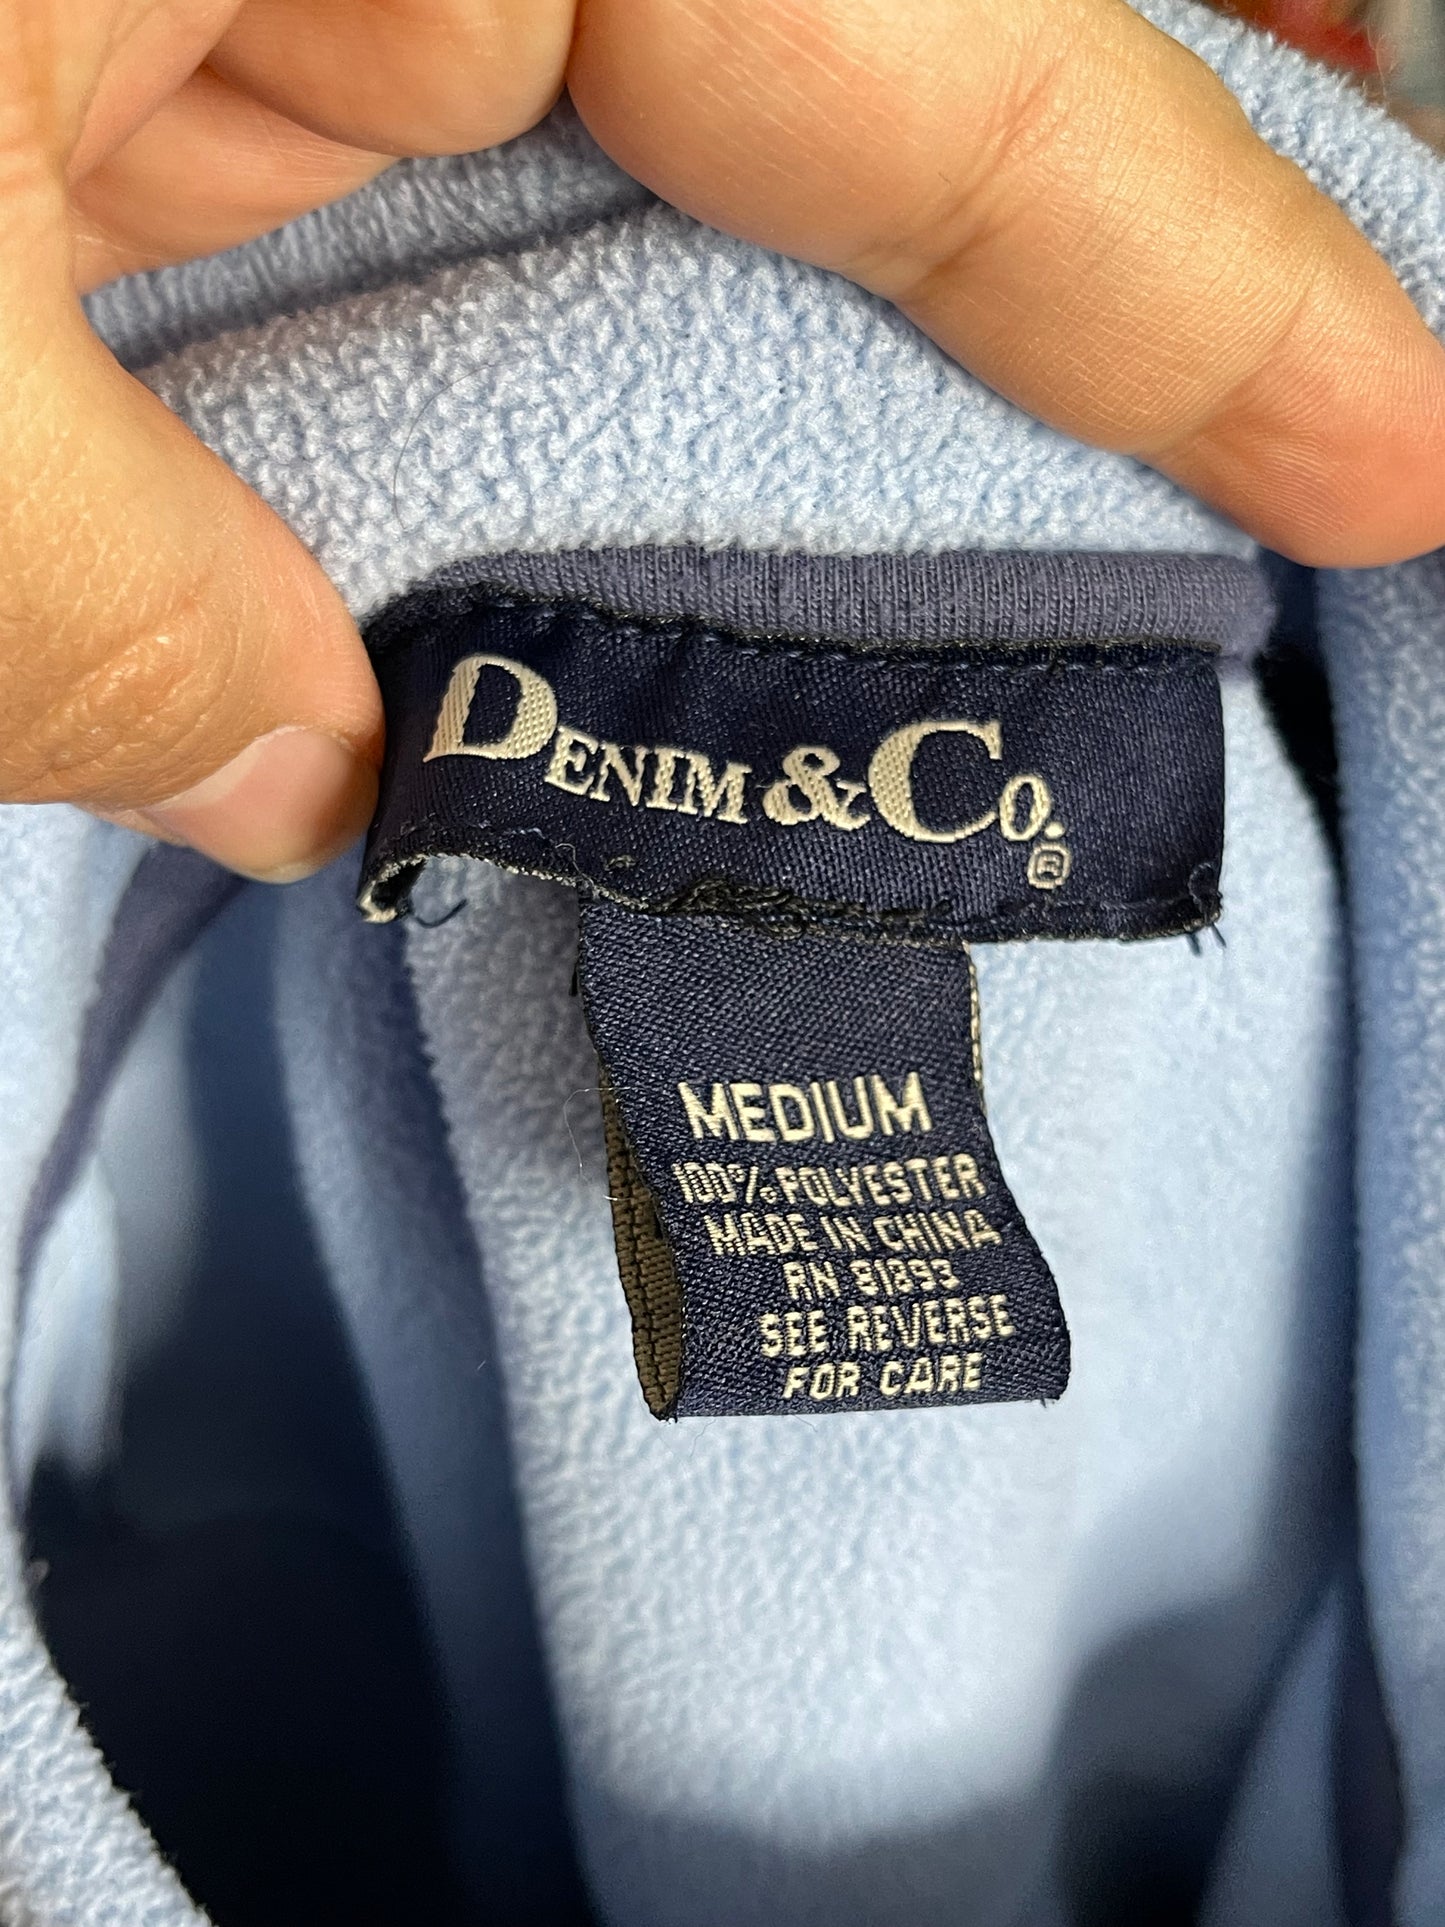 DENIM & CO.®
MEDIUM
100% POLYESTER
MADE IN CHINA
RN 81893
SEE REVERSE
FOR CARE